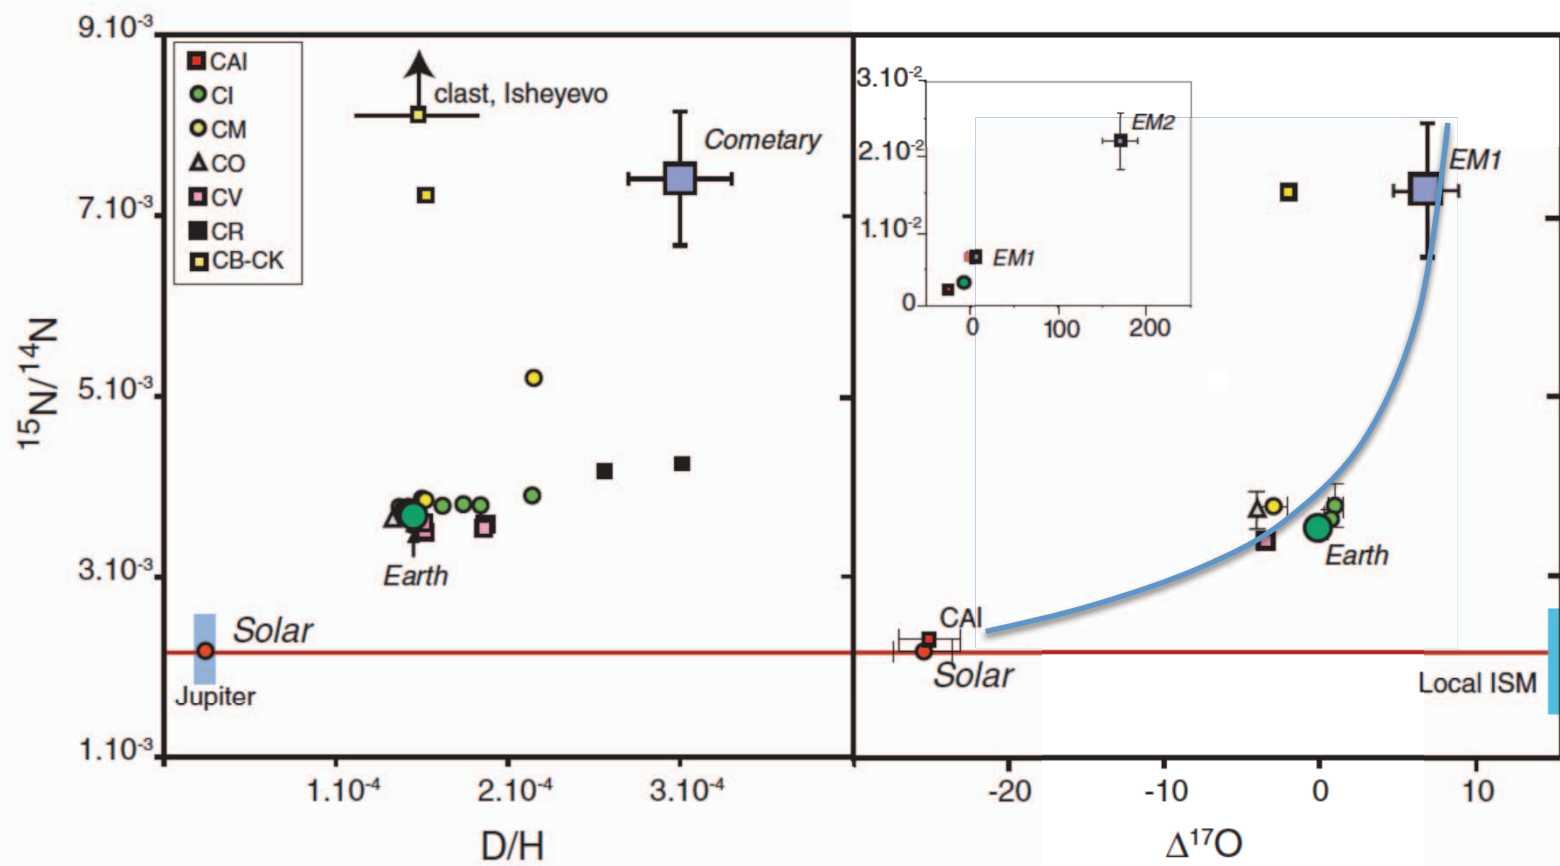 9.10⁻³
7.10⁻³
5.10⁻³
3.10⁻³
1.10⁻³
¹⁵N/¹⁴N
CAI
CI
CM
CO
CV
CR
CB-CK
clast, Isheyevo
Cometary
Earth
Solar
Jupiter
1.10⁻⁴
2.10⁻⁴
3.10⁻⁴
D/H
3.10⁻²
2.10⁻²
1.10⁻²
0
EM2
EM1
0
100
200
EM1
Earth
CAI
Solar
Local ISM
-20
-10
0
10
Δ¹⁷O